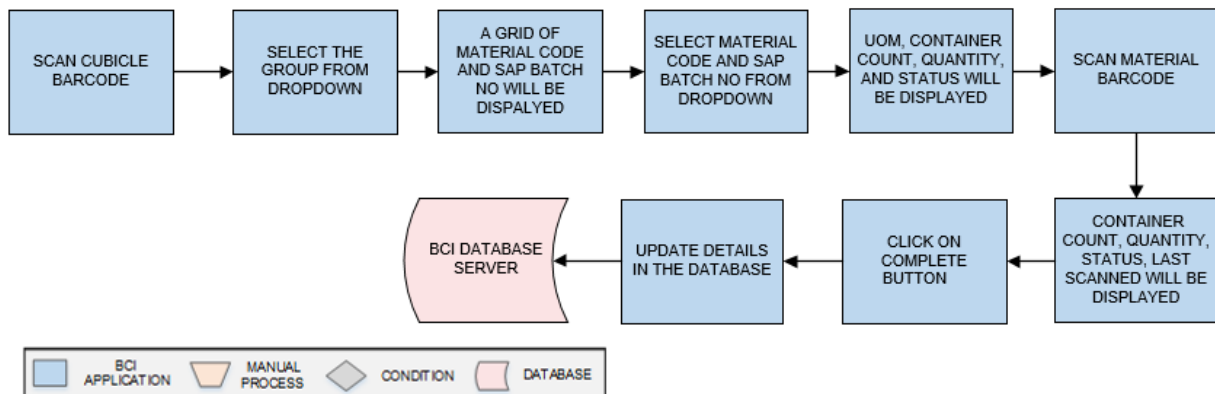 SCAN CUBICLE
BARCODE
SELECT THE
GROUP FROM
DROPDOWN
A GRID OF
MATERIAL CODE
AND SAP BATCH
NO WILL BE
DISPALYED
SELECT MATERIAL
CODE AND SAP
BATCH NO FROM
DROPDOWN
UOM, CONTAINER
COUNT, QUANTITY,
AND STATUS WILL
BE DISPLAYED
SCAN MATERIAL
BARCODE
CONTAINER
COUNT, QUANTITY,
STATUS, LAST
SCANNED WILL BE
DISPLAYED
CLICK ON
COMPLETE
BUTTON
UPDATE DETAILS
IN THE DATABASE
BCI DATABASE
SERVER
BCI
APPLICATION
MANUAL
PROCESS
CONDITION
DATABASE